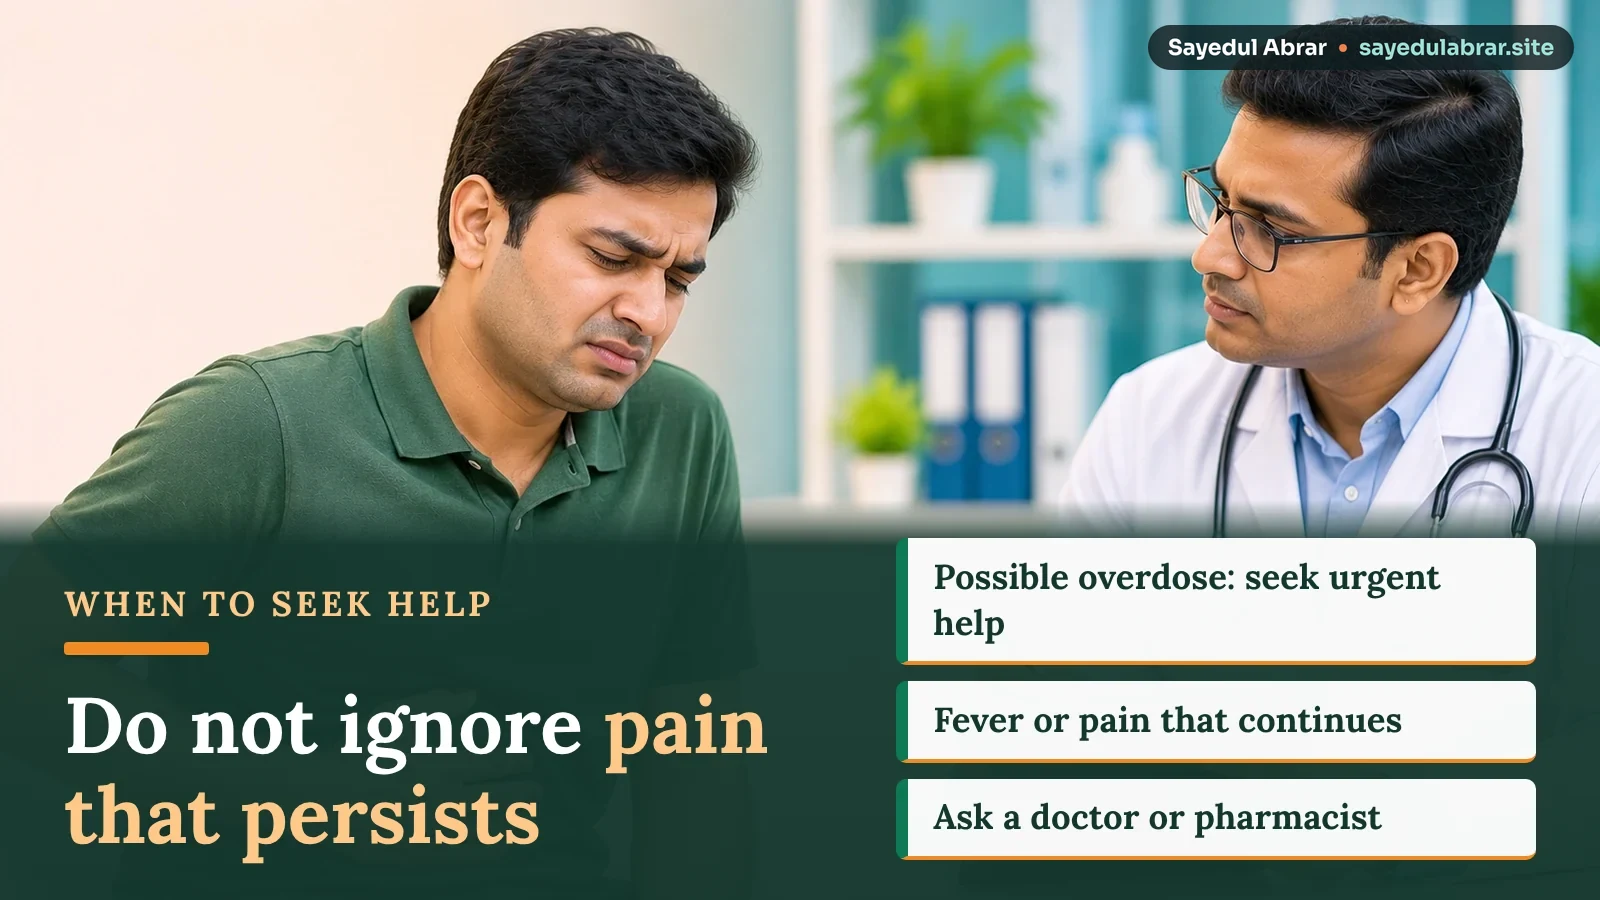 Sayedul Abrar • sayedulabrar.site
WHEN TO SEEK HELP
Do not ignore pain
that persists
Possible overdose: seek urgent
help
Fever or pain that continues
Ask a doctor or pharmacist